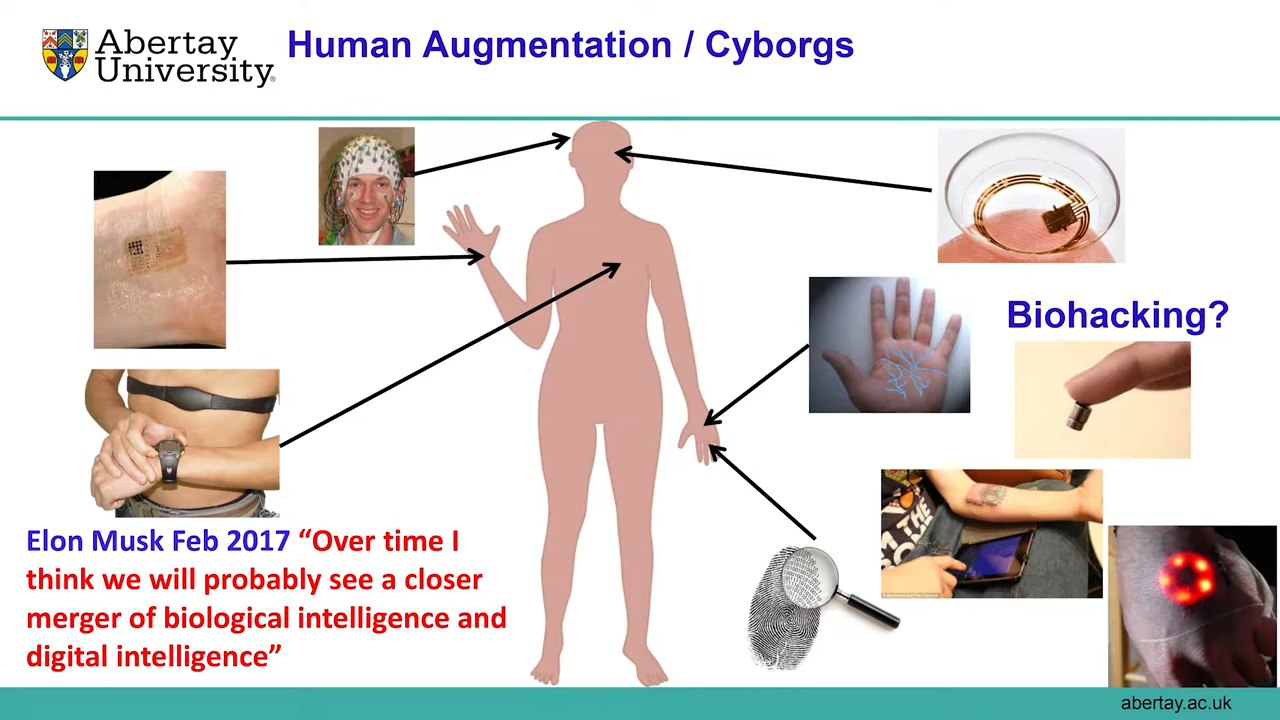 Abertay
University
Human Augmentation / Cyborgs
Biohacking?
Elon Musk Feb 2017 “Over time I
think we will probably see a closer
merger of biological intelligence and
digital intelligence”
abertay.ac.uk